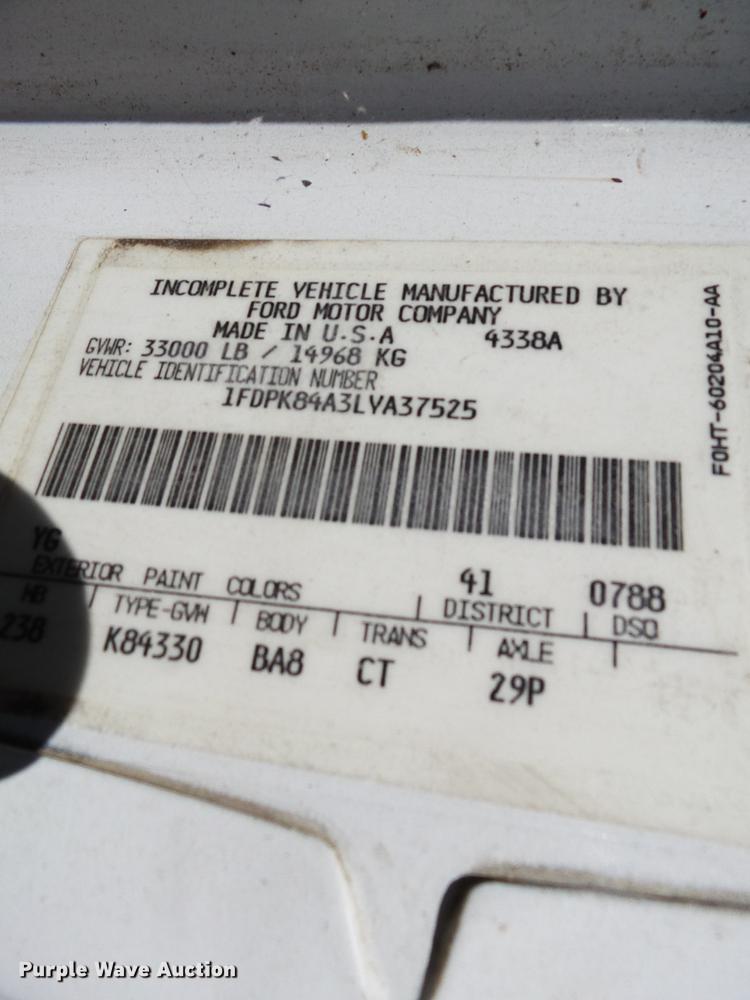 INCOMPLETE VEHICLE MANUFACTURED BY
FORD MOTOR COMPANY
MADE IN U.S.A 4338A
GVWR: 33000 LB / 14968 KG
VEHICLE IDENTIFICATION NUMBER
1FDPK84A3LVA37525
F0HT-60204A10-AA
YG
EXTERIOR PAINT COLORS 41 0788
WB TYPE-GVW BODY TRANS DISTRICT AXLE DSO
238 K84330 BA8 CT 29P
Purple Wave Auction